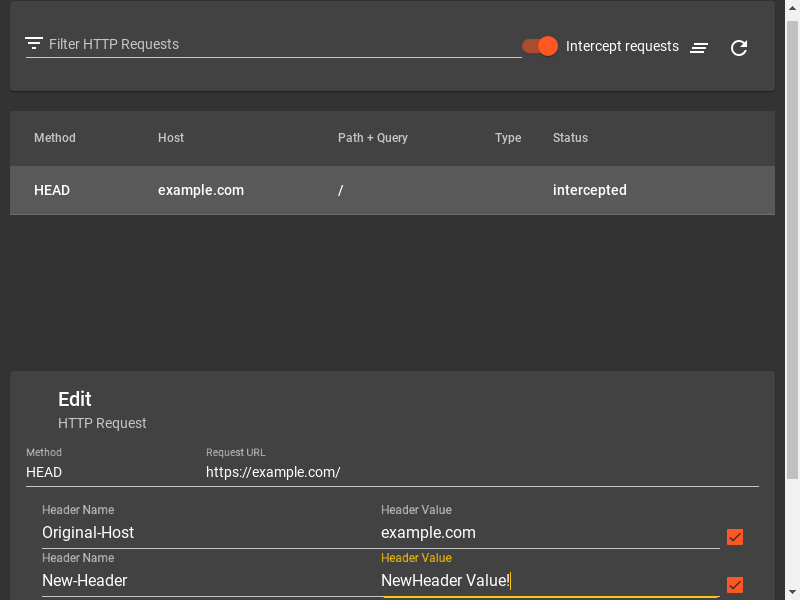 Filter HTTP Requests
Intercept requests
Method Host Path + Query Type Status
HEAD example.com / intercepted
Edit
HTTP Request
Method Request URL
HEAD https://example.com/
Header Name Header Value
Original-Host example.com
Header Name Header Value
New-Header NewHeader Value!